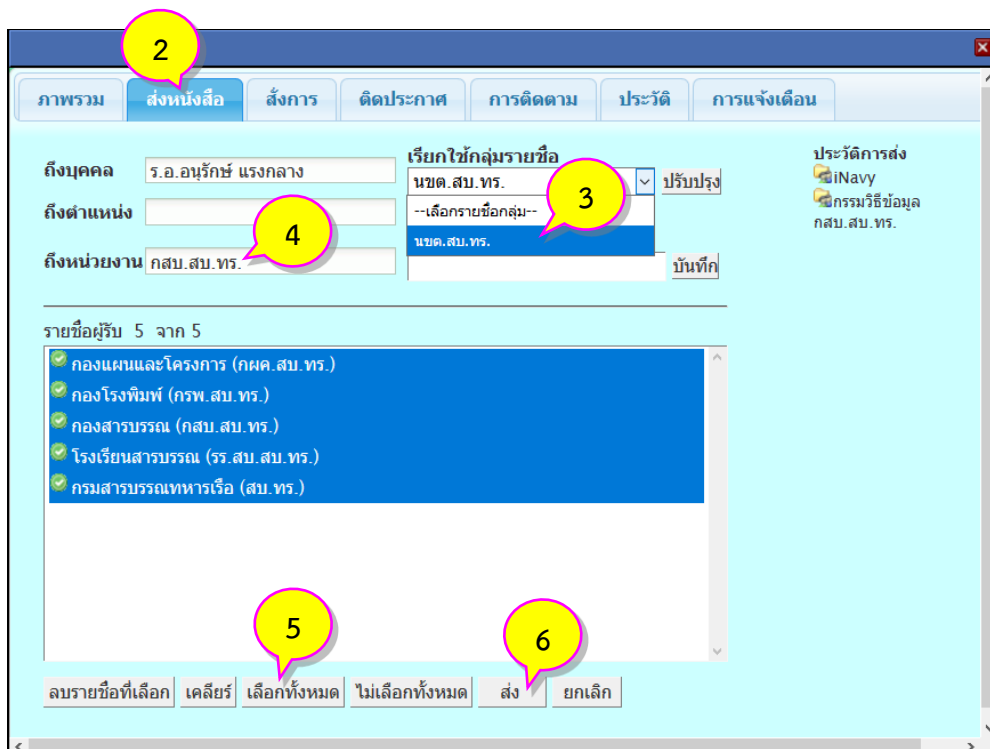 2
ภาพรวม ส่งหนังสือ สั่งการ ติดประกาศ การติดตาม ประวัติ การแจ้งเตือน
ถึงบุคคล ร.อ.อนุรักษ์ แรงกลาง
เรียกใช้กลุ่มรายชื่อ
นขต.สบ.ทร. ปรับปรุง
--เลือกรายชื่อกลุ่ม--
นขต.สบ.ทร.
3
ถึงตำแหน่ง
4
ถึงหน่วยงาน กสบ.สบ.ทร.
บันทึก
ประวัติการส่ง
iNavy
กรรมวิธีข้อมูล
กสบ.สบ.ทร.
รายชื่อผู้รับ 5 จาก 5
กองแผนและโครงการ (กผค.สบ.ทร.)
กองโรงพิมพ์ (กรพ.สบ.ทร.)
กองสารบรรณ (กสบ.สบ.ทร.)
โรงเรียนสารบรรณ (รร.สบ.สบ.ทร.)
กรมสารบรรณทหารเรือ (สบ.ทร.)
5
6
ลบรายชื่อที่เลือก เคลียร์ เลือกทั้งหมด ไม่เลือกทั้งหมด ส่ง ยกเลิก